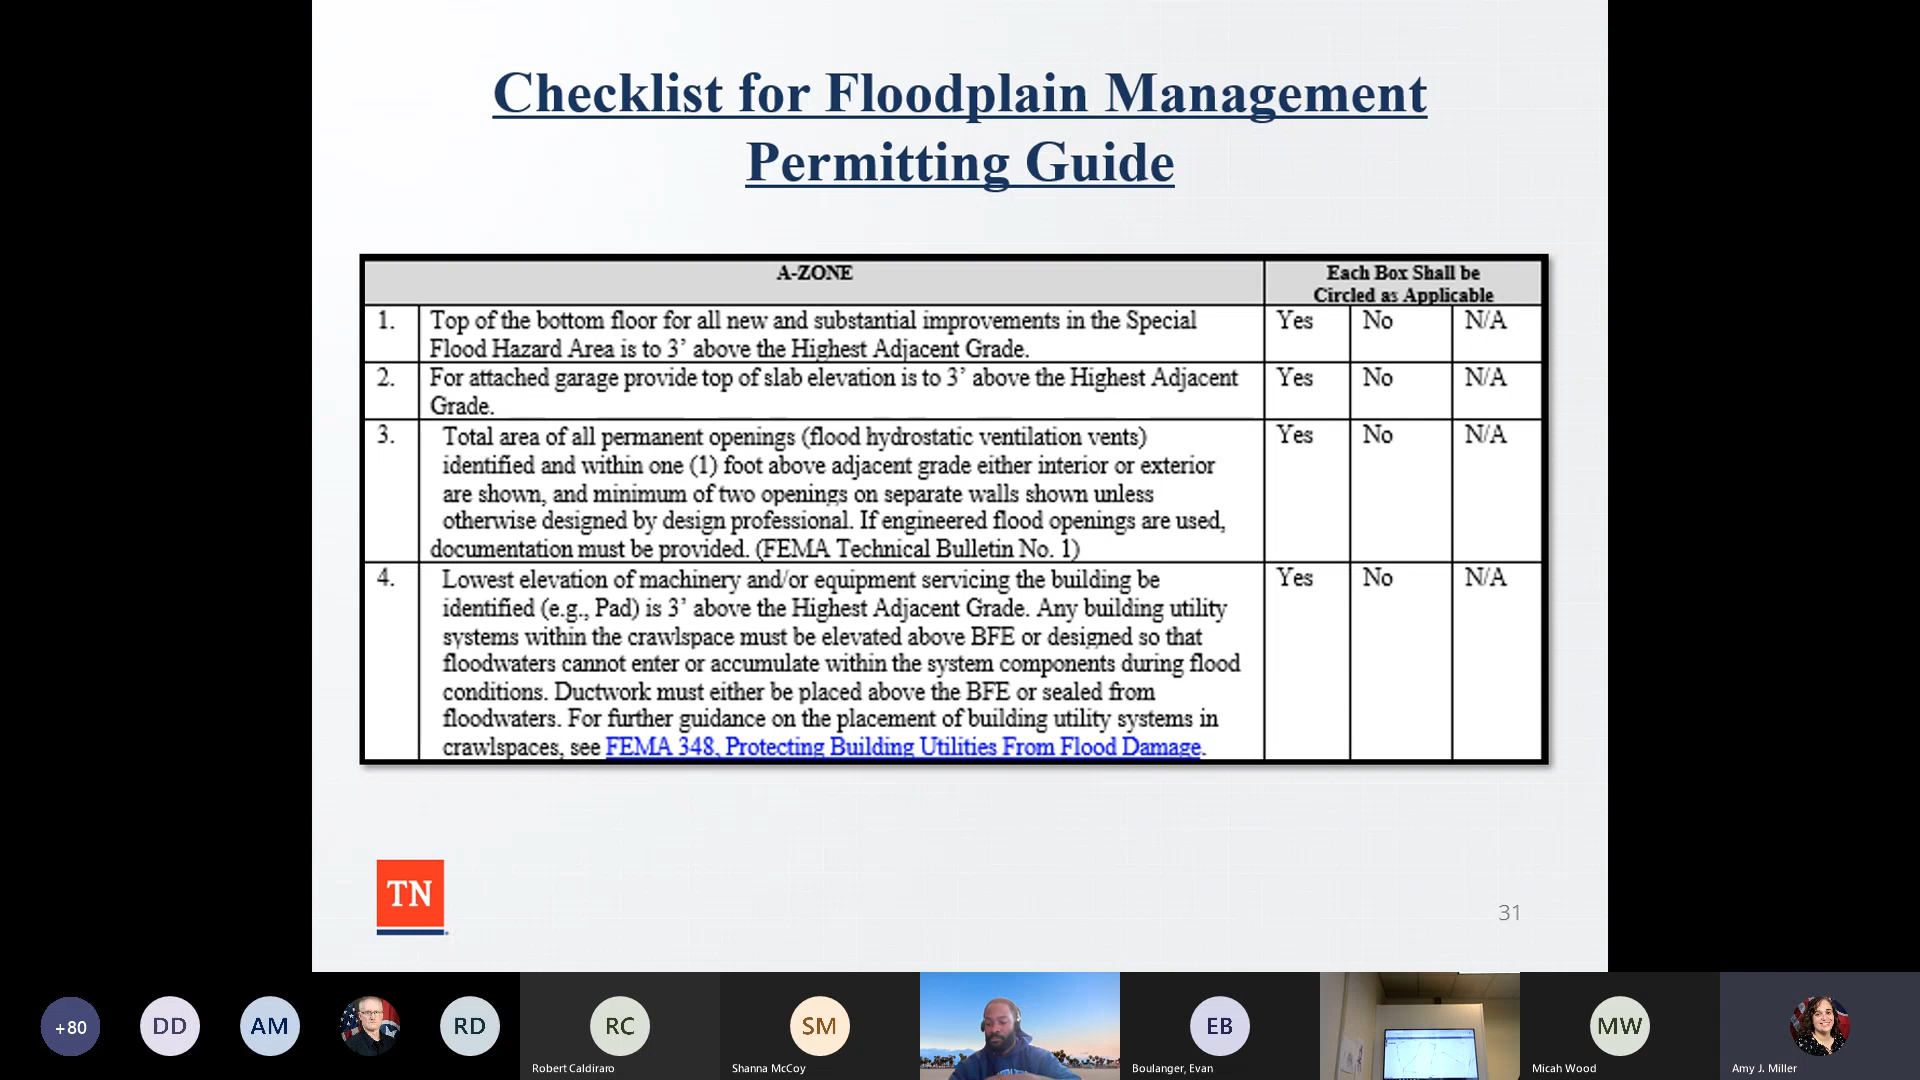 Checklist for Floodplain Management
Permitting Guide
A-ZONE
Each Box Shall be
Circled as Applicable
1. Top of the bottom floor for all new and substantial improvements in the Special
Flood Hazard Area is to 3’ above the Highest Adjacent Grade.
Yes No N/A
2. For attached garage provide top of slab elevation is to 3’ above the Highest Adjacent
Grade.
Yes No N/A
3. Total area of all permanent openings (flood hydrostatic ventilation vents)
identified and within one (1) foot above adjacent grade either interior or exterior
are shown, and minimum of two openings on separate walls shown unless
otherwise designed by design professional. If engineered flood openings are used,
documentation must be provided. (FEMA Technical Bulletin No. 1)
Yes No N/A
4. Lowest elevation of machinery and/or equipment servicing the building be
identified (e.g., Pad) is 3’ above the Highest Adjacent Grade. Any building utility
systems within the crawlspace must be elevated above BFE or designed so that
floodwaters cannot enter or accumulate within the system components during flood
conditions. Ductwork must either be placed above the BFE or sealed from
floodwaters. For further guidance on the placement of building utility systems in
crawlspaces, see FEMA 348, Protecting Building Utilities From Flood Damage.
Yes No N/A
TN
31
+80
DD
AM
RD
RC
Robert Caldiraro
SM
Shanna McCoy
EB
Boulanger, Evan
MW
Micah Wood
Amy J. Miller